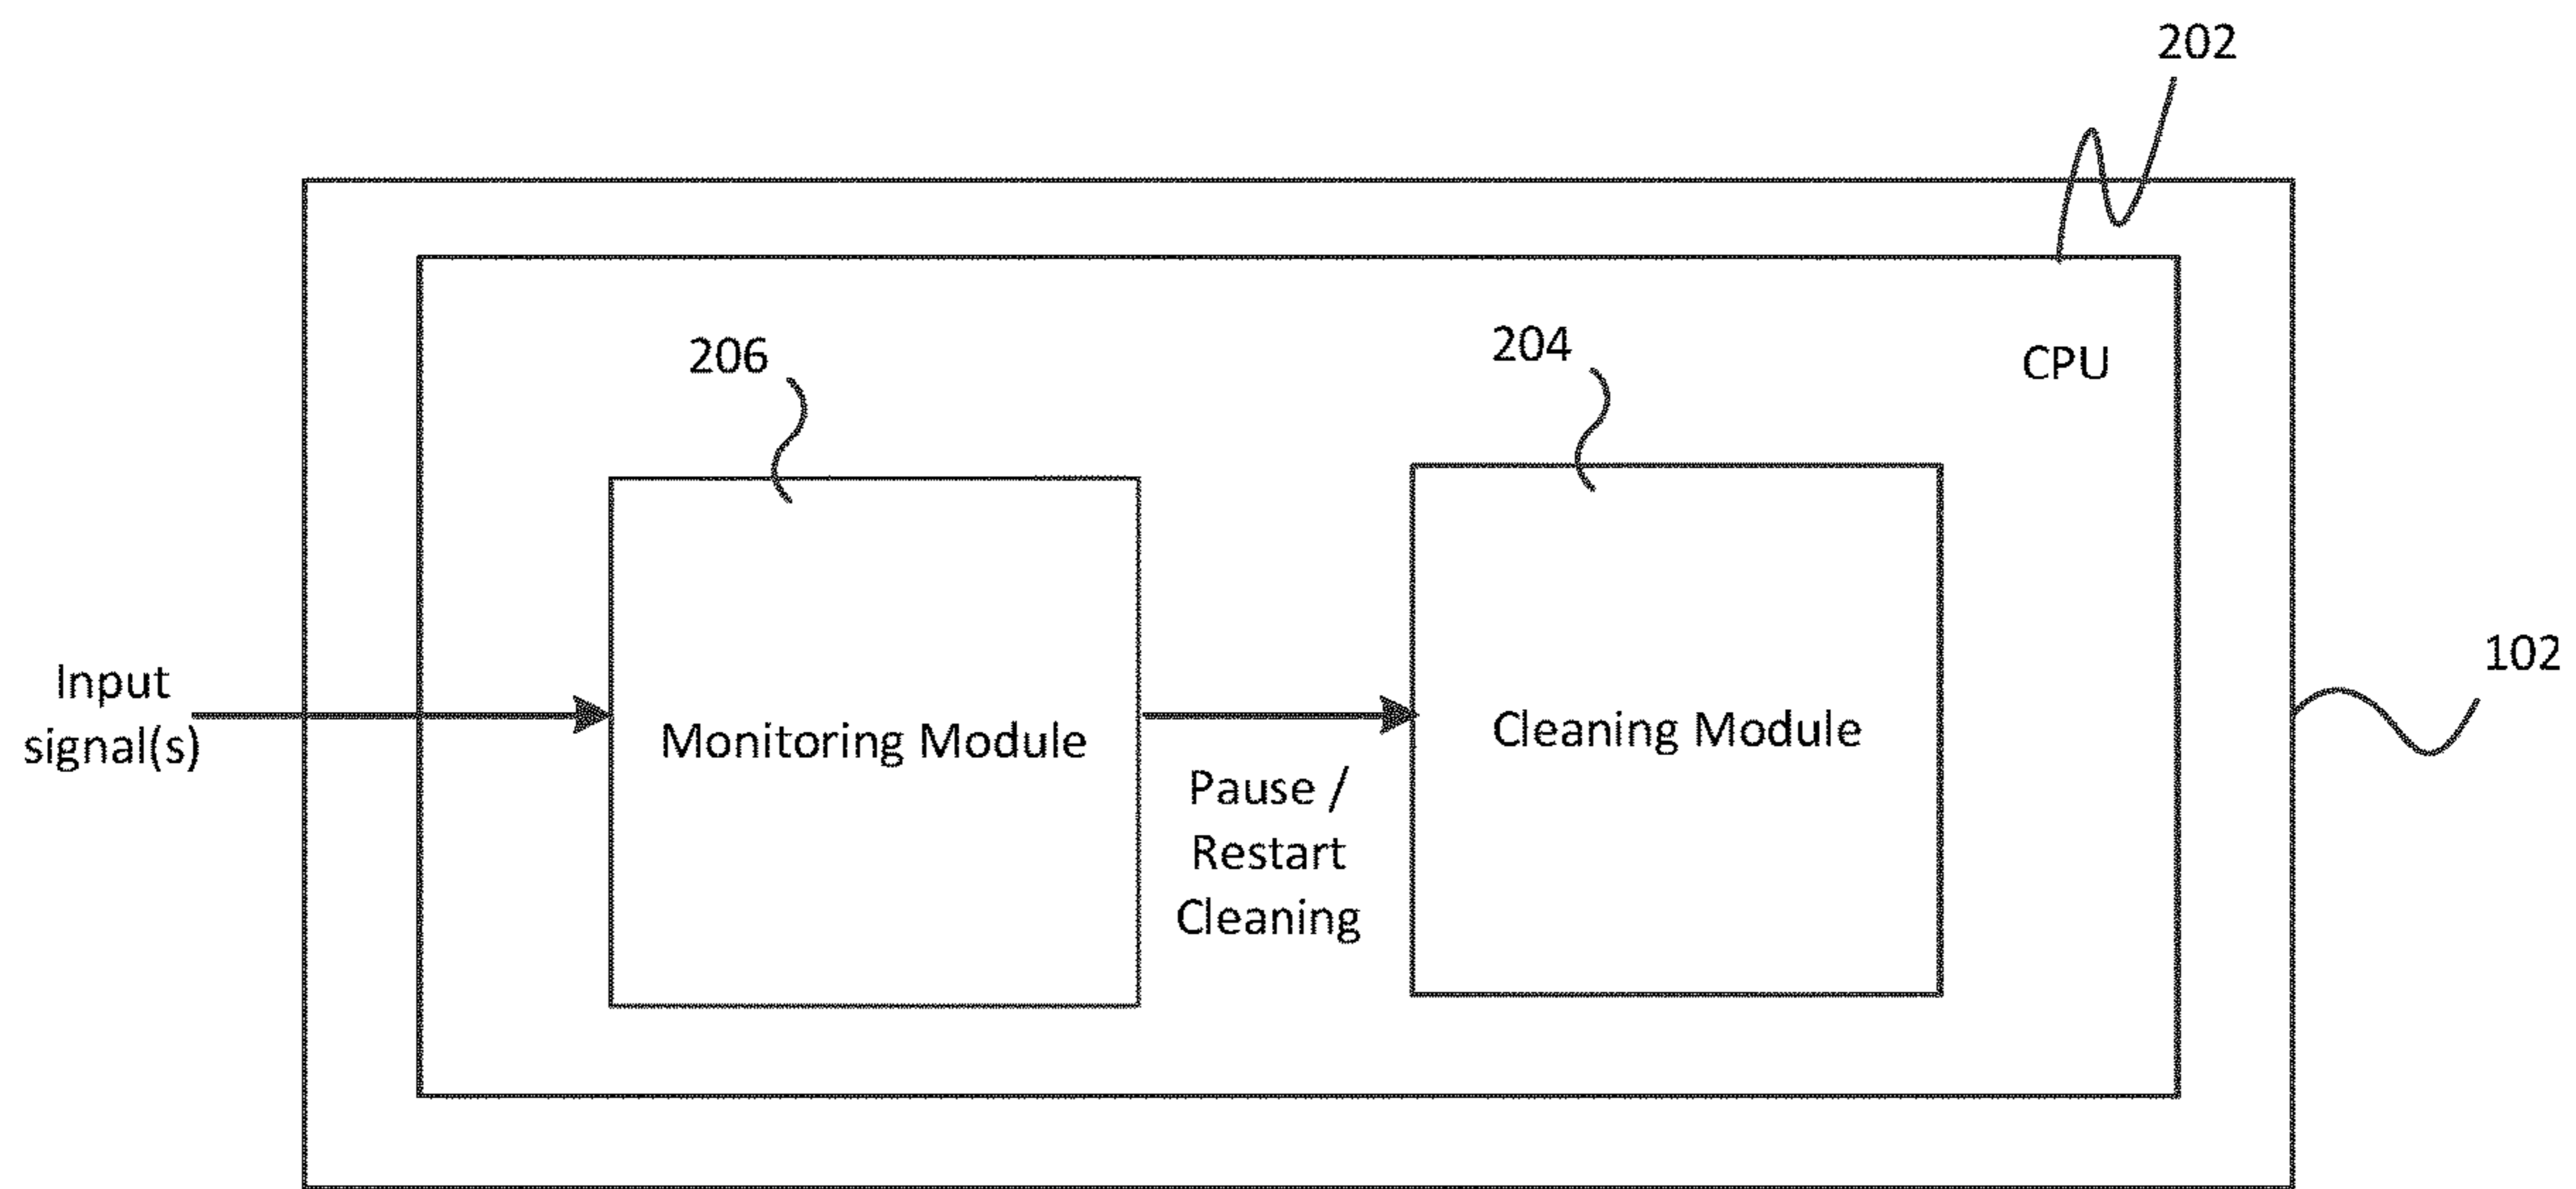 202
206
204
CPU
102
Input
signal(s)
Monitoring Module
Cleaning Module
Pause /
Restart
Cleaning